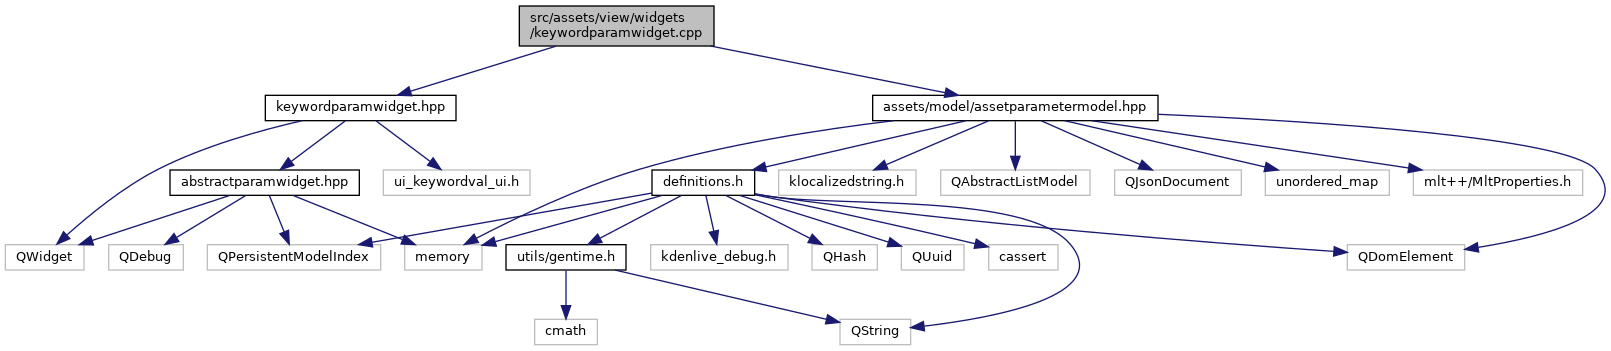 src/assets/view/widgets
/keywordparamwidget.cpp
keywordparamwidget.hpp
assets/model/assetparametermodel.hpp
abstractparamwidget.hpp
ui_keywordval_ui.h
definitions.h
klocalizedstring.h
QAbstractListModel
QJsonDocument
unordered_map
mlt++/MltProperties.h
QWidget
QDebug
QPersistentModelIndex
memory
utils/gentime.h
kdenlive_debug.h
QHash
QUuid
cassert
QDomElement
cmath
QString